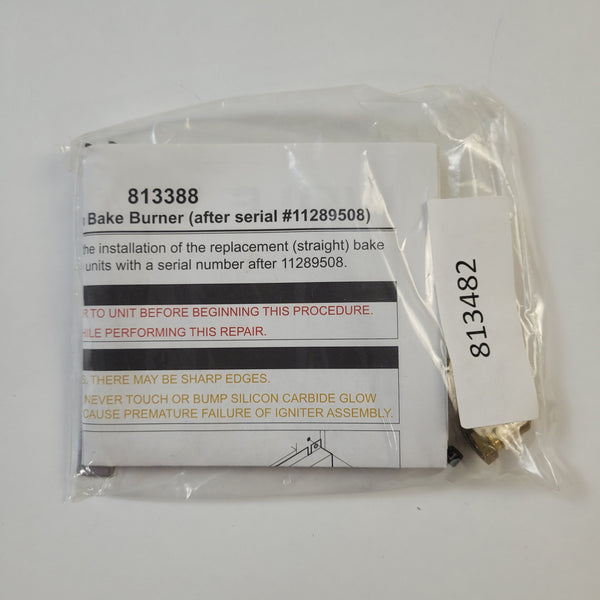 813388
Bake Burner (after serial #11289508)
the installation of the replacement (straight) bake
units with a serial number after 11289508.
R TO UNIT BEFORE BEGINNING THIS PROCEDURE.
HILE PERFORMING THIS REPAIR.
S. THERE MAY BE SHARP EDGES.
NEVER TOUCH OR BUMP SILICON CARBIDE GLOW
CAUSE PREMATURE FAILURE OF IGNITER ASSEMBLY.
813482